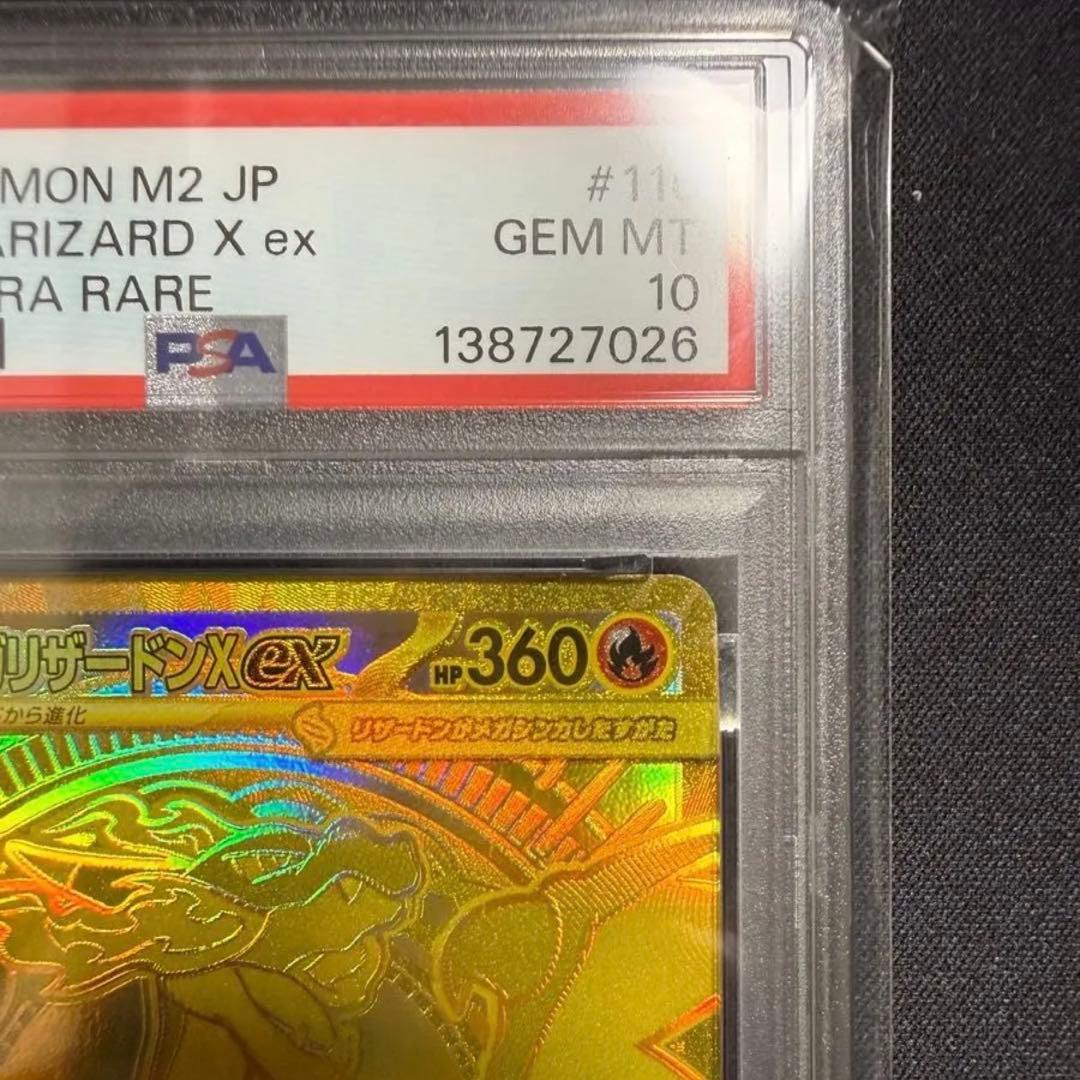 MON M2 JP
#110
ARIZARD X ex
GEM MT
RA RARE
10
PSA
138727026
リザードンXex
HP360
から進化
リザードンがメガシンカしたすがた